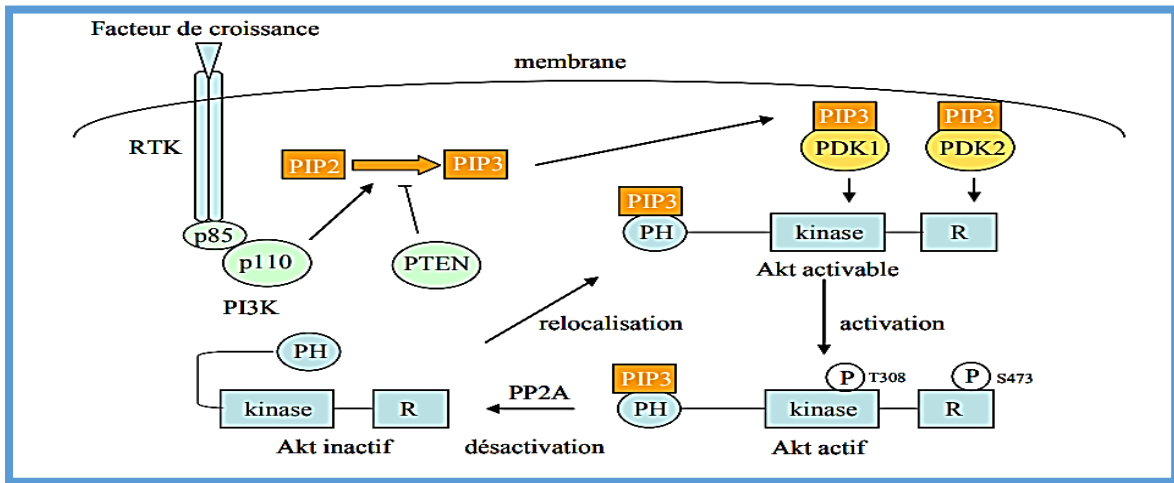 Facteur de croissance
membrane
RTK
PIP2
PIP3
PIP3
PDK1
PIP3
PDK2
p85
p110
PI3K
PTEN
PIP3
PH
kinase
R
Akt activable
relocalisation
activation
PH
kinase
R
Akt inactif
PP2A
désactivation
PIP3
PH
P
T308
kinase
P
S473
R
Akt actif